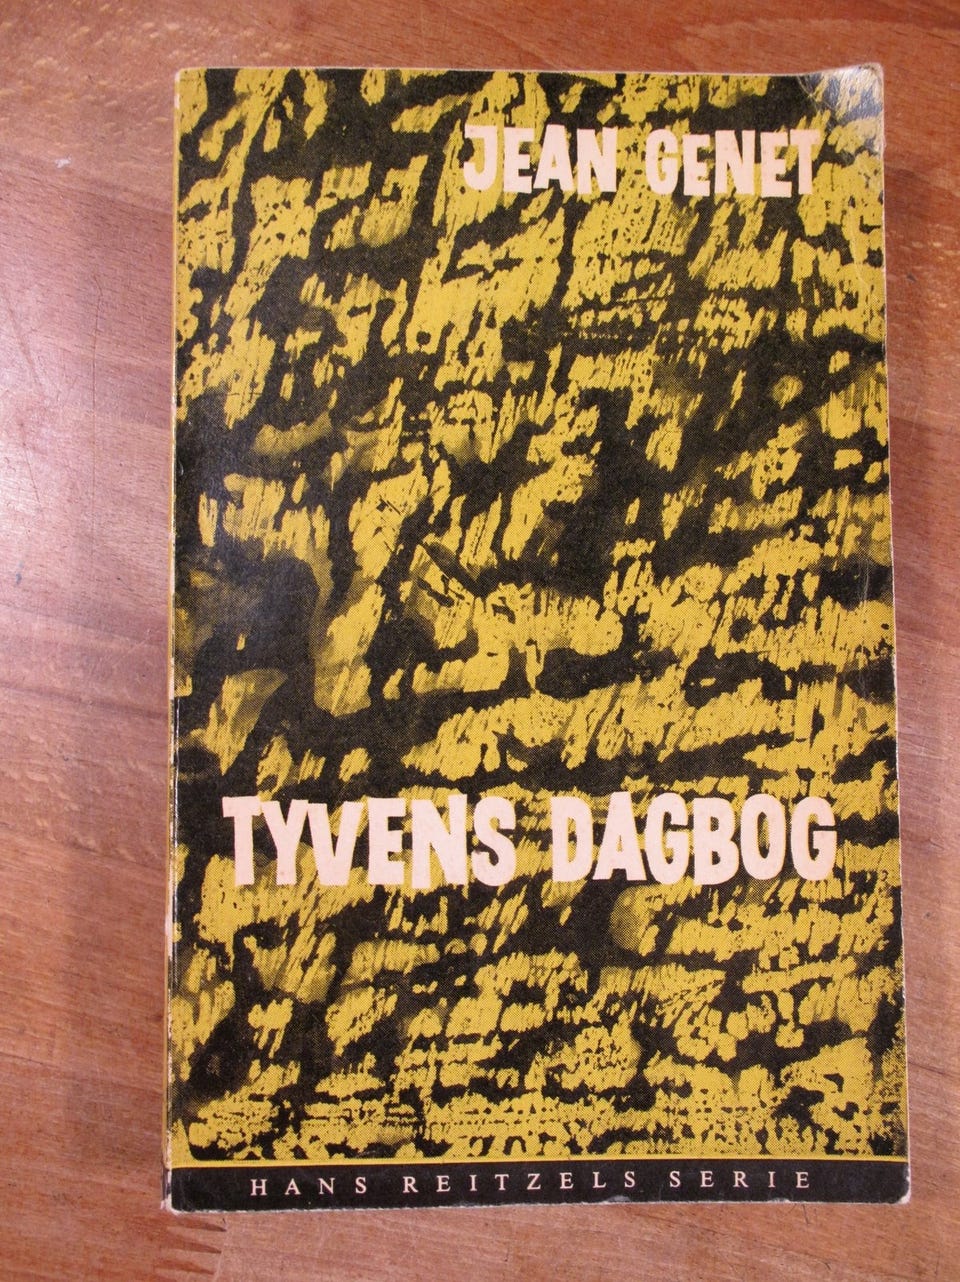 JEAN GENET
TYVENS DAGBOG
HANS REITZELS SERIE